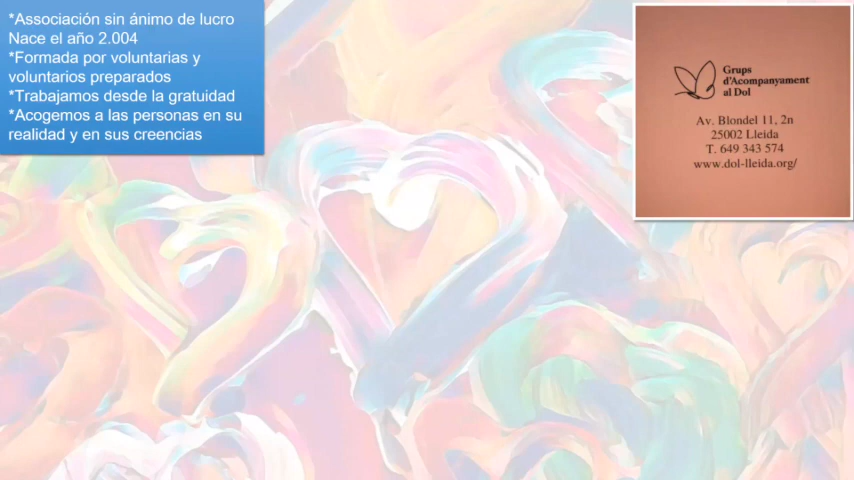 *Associación sin ánimo de lucro
Nace el año 2.004
*Formada por voluntarias y
voluntarios preparados
*Trabajamos desde la gratuidad
*Acogemos a las personas en su
realidad y en sus creencias
Grups
d'Acompanyament
al Dol
Av. Blondel 11, 2n
25002 Lleida
T. 649 343 574
www.dol-lleida.org/